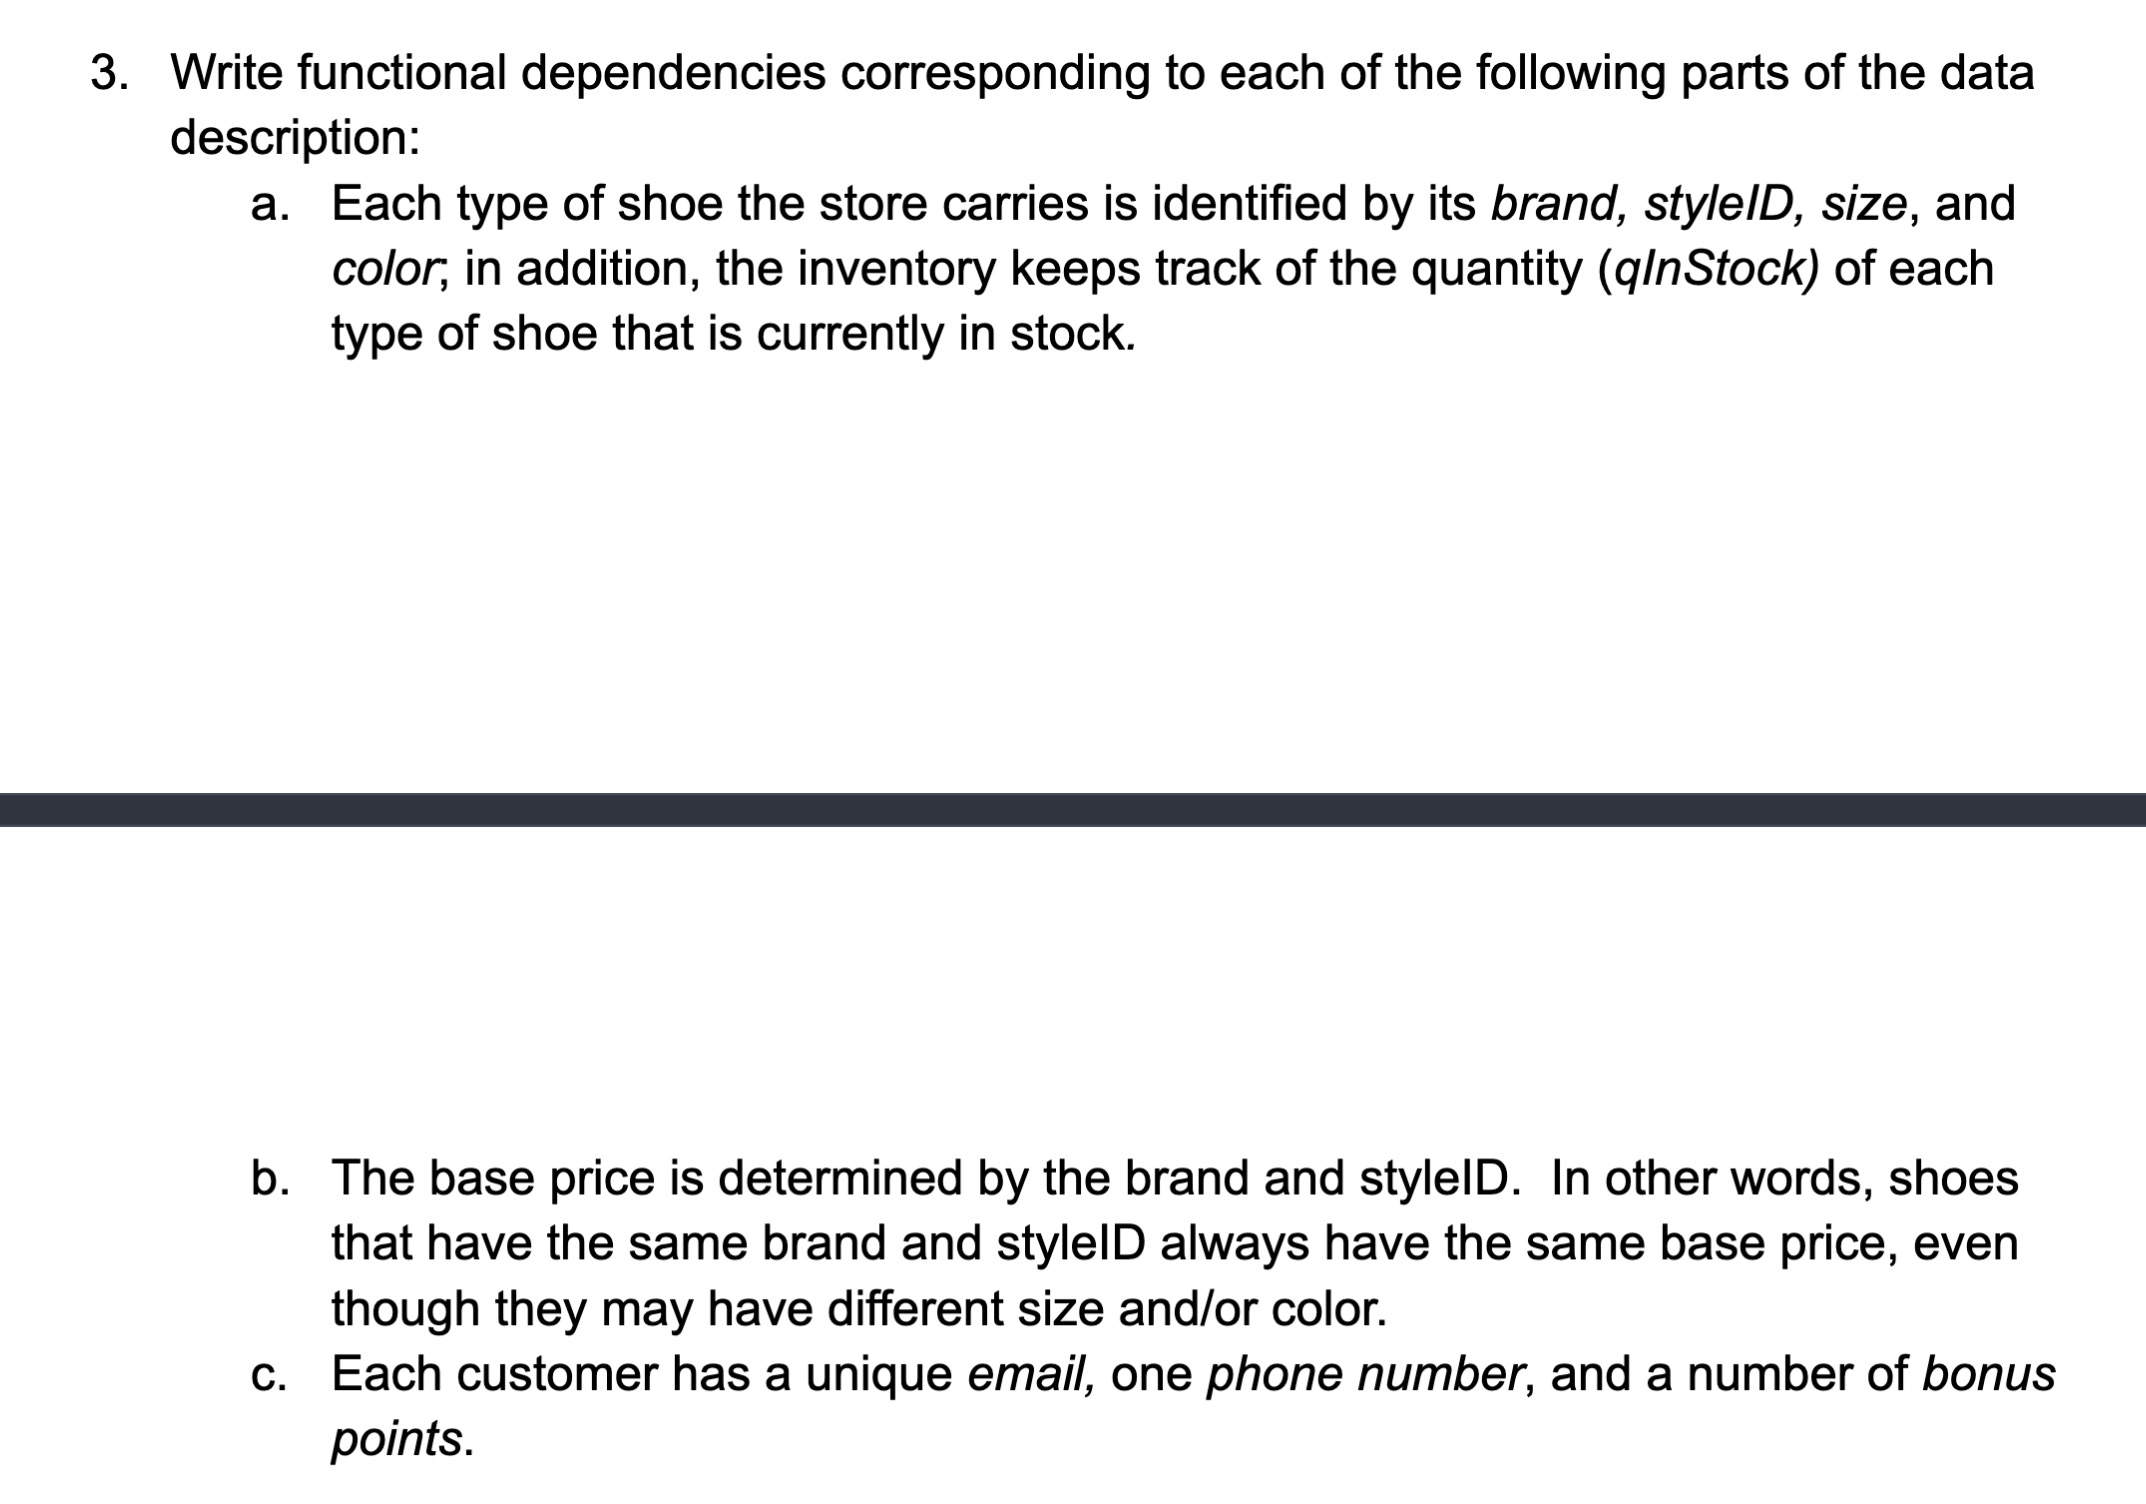 3. Write functional dependencies corresponding to each of the following parts of the data
description:
a. Each type of shoe the store carries is identified by its brand, styleID, size, and
color; in addition, the inventory keeps track of the quantity (qInStock) of each
type of shoe that is currently in stock.
b. The base price is determined by the brand and styleID. In other words, shoes
that have the same brand and styleID always have the same base price, even
though they may have different size and/or color.
c. Each customer has a unique email, one phone number, and a number of bonus
points.